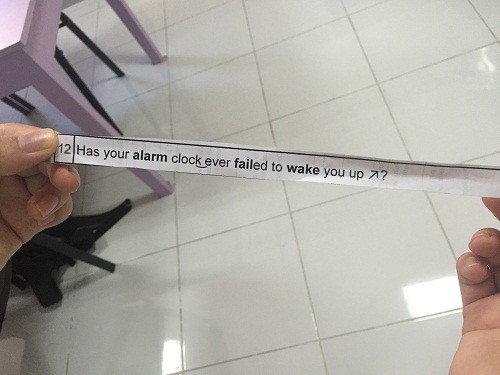 12 Has your alarm clock‿ever failed to wake you up ↗?